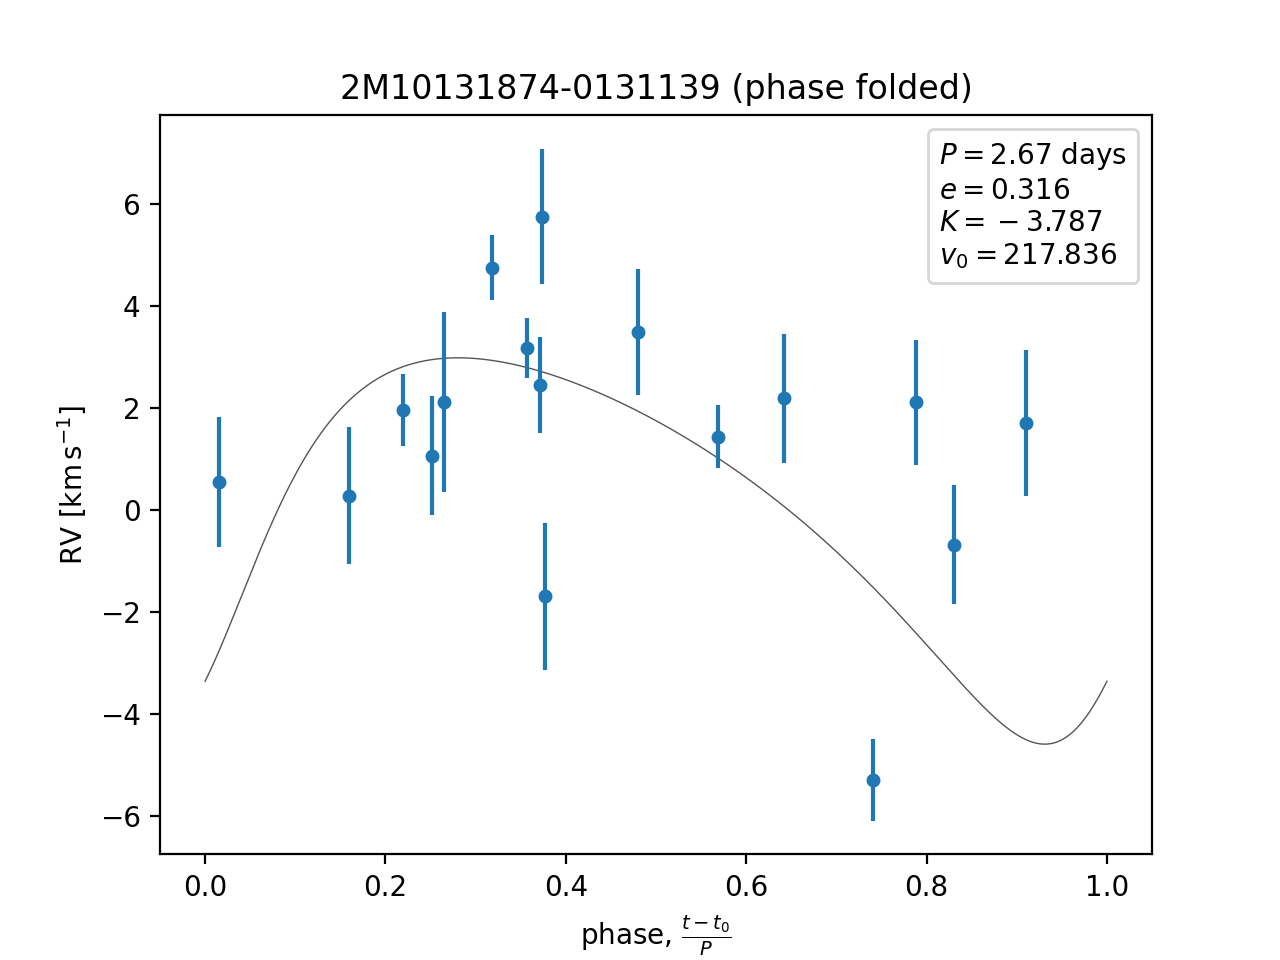 2M10131874-0131139 (phase folded)
P = 2.67 days
e = 0.316
K = −3.787
v₀ = 217.836
RV [km s⁻¹]
6
4
2
0
−2
−4
−6
0.0 0.2 0.4 0.6 0.8 1.0
phase, (t − t₀)/P